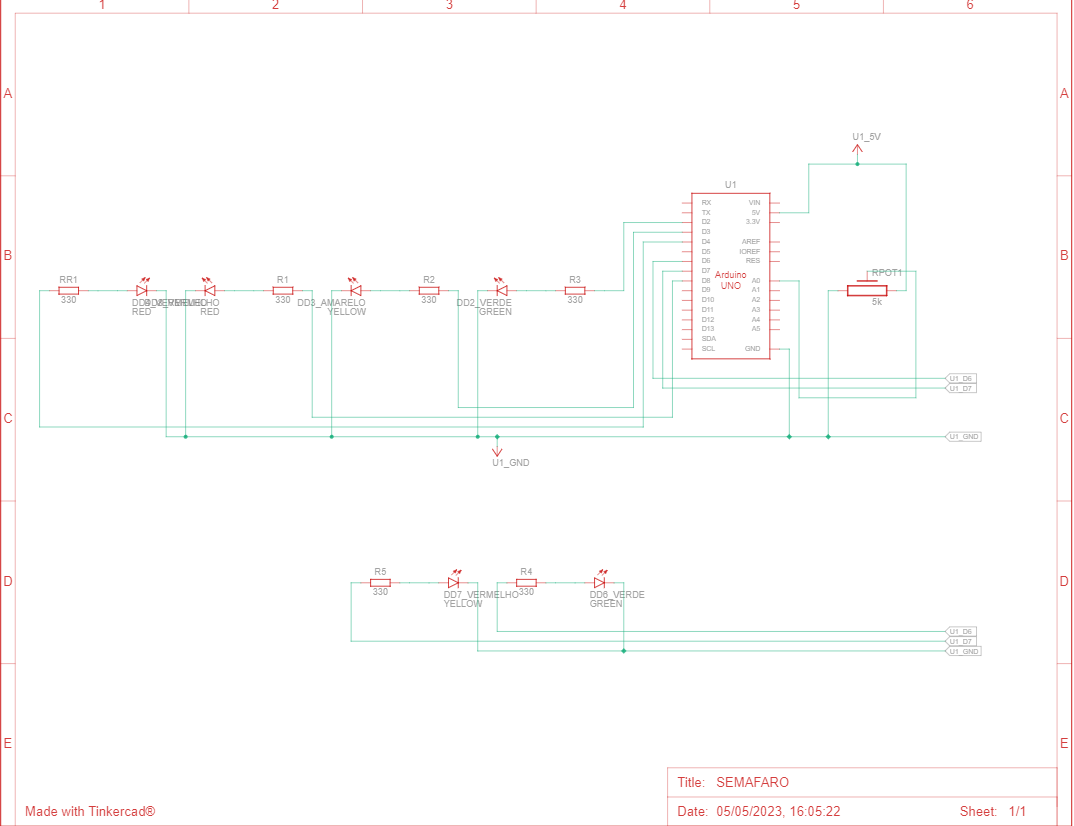 1 2 3 4 5 6
A A
U1_5V
U1
RX VIN
TX 5V
D2 3.3V
D3
D4 AREF
B B
D5 IOREF
D6 RES
D7
Arduino
UNO
D8 A0
D9 A1
D10 A2
D11 A3
D12 A4
D13 A5
SDA
SCL GND
RPOT1
5k
RR1 R1 R2 R3
330 330 330 330
DD3_AMARELO DD2_VERDE
RED RED YELLOW GREEN
U1_D6
U1_D7
C C
U1_GND
U1_GND
R5 R4
D D
330 330
DD7_VERMELHO DD6_VERDE
YELLOW GREEN
U1_D6
U1_D7
U1_GND
E E
Title: SEMAFARO
Made with Tinkercad®
Date: 05/05/2023, 16:05:22 Sheet: 1/1